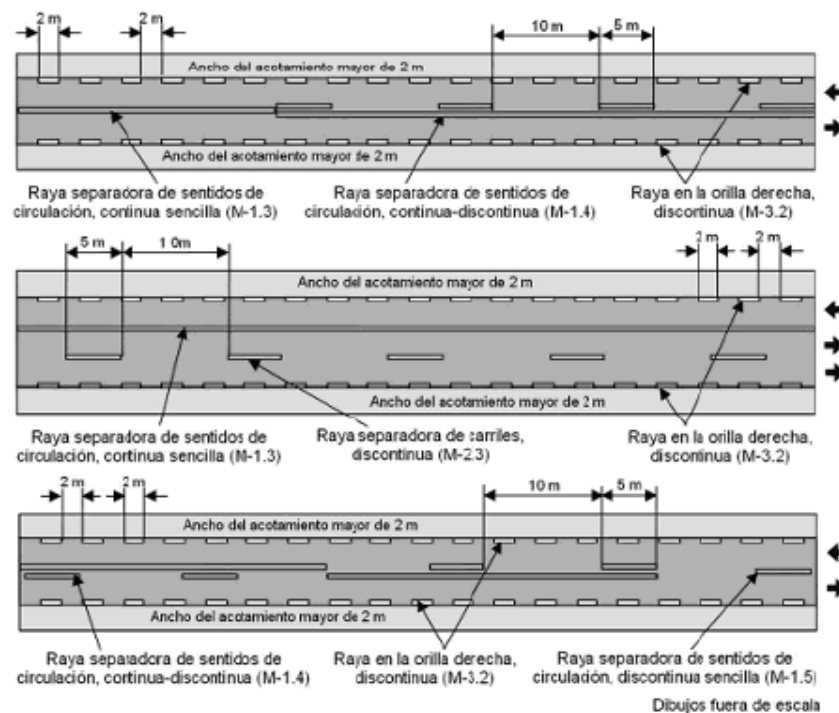 2 m 2 m 10 m 5 m
Ancho del acotamiento mayor de 2 m
Ancho del acotamiento mayor de 2 m
Raya separadora de sentidos de
circulación, continua sencilla (M-1.3)
Raya separadora de sentidos de
circulación, continua-discontinua (M-1.4)
Raya en la orilla derecha,
discontinua (M-3.2)
5 m 1 0m 2 m 2 m
Ancho del acotamiento mayor de 2 m
Ancho del acotamiento mayor de 2 m
Raya separadora de sentidos de
circulación, continua sencilla (M-1.3)
Raya separadora de carriles,
discontinua (M-2.3)
Raya en la orilla derecha,
discontinua (M-3.2)
2 m 2 m 10 m 5 m
Ancho del acotamiento mayor de 2 m
Ancho del acotamiento mayor de 2 m
Raya separadora de sentidos de
circulación, continua-discontinua (M-1.4)
Raya en la orilla derecha,
discontinua (M-3.2)
Raya separadora de sentidos de
circulación, discontinua sencilla (M-1.5)
Dibujos fuera de escala